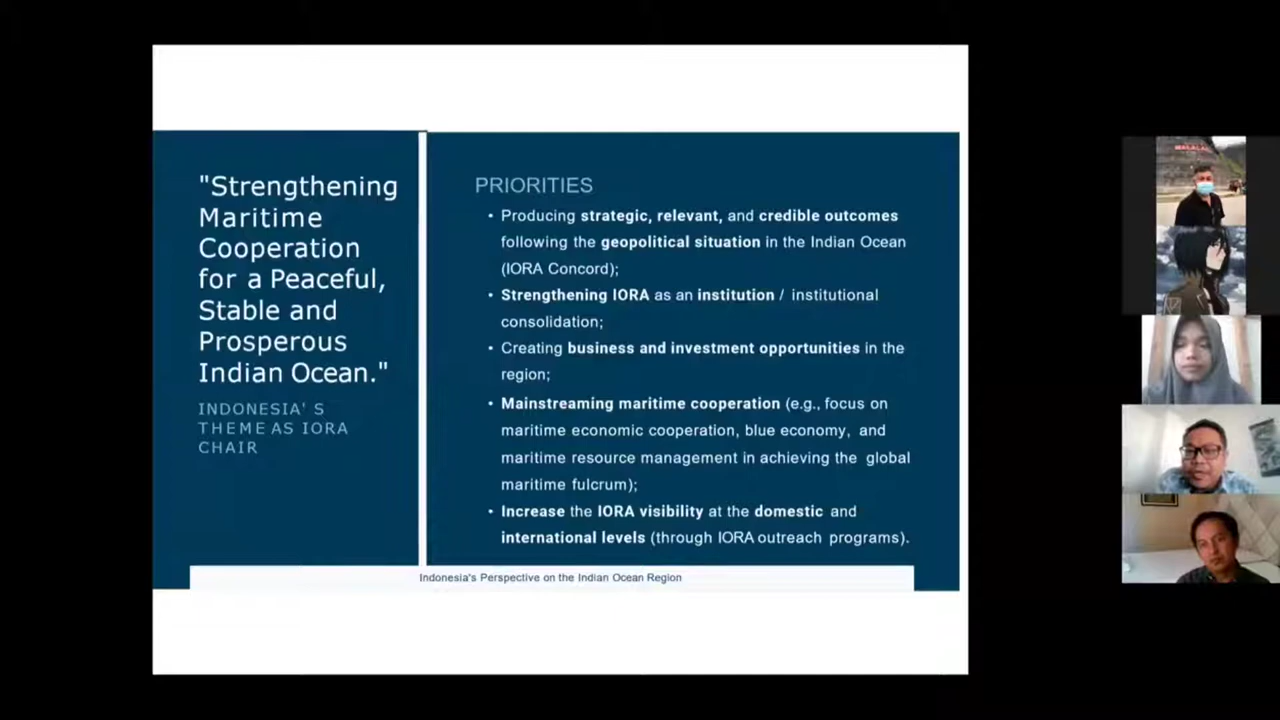 "Strengthening
Maritime
Cooperation
for a Peaceful,
Stable and
Prosperous
Indian Ocean."
INDONESIA' S
THEME AS IORA
CHAIR
PRIORITIES
• Producing strategic, relevant, and credible outcomes
following the geopolitical situation in the Indian Ocean
(IORA Concord);
• Strengthening IORA as an institution / institutional
consolidation;
• Creating business and investment opportunities in the
region;
• Mainstreaming maritime cooperation (e.g., focus on
maritime economic cooperation, blue economy, and
maritime resource management in achieving the global
maritime fulcrum);
• Increase the IORA visibility at the domestic and
international levels (through IORA outreach programs).
Indonesia's Perspective on the Indian Ocean Region